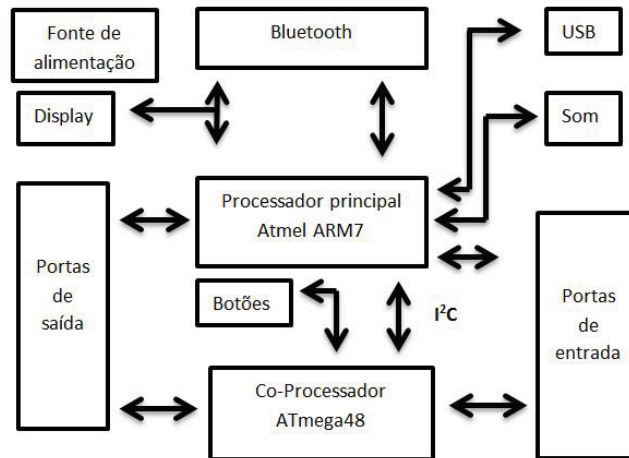 Fonte de
alimentação
Bluetooth
USB
Display
Som
Processador principal
Atmel ARM7
Portas
de
saída
Botões
I²C
Portas
de
entrada
Co-Processador
ATmega48